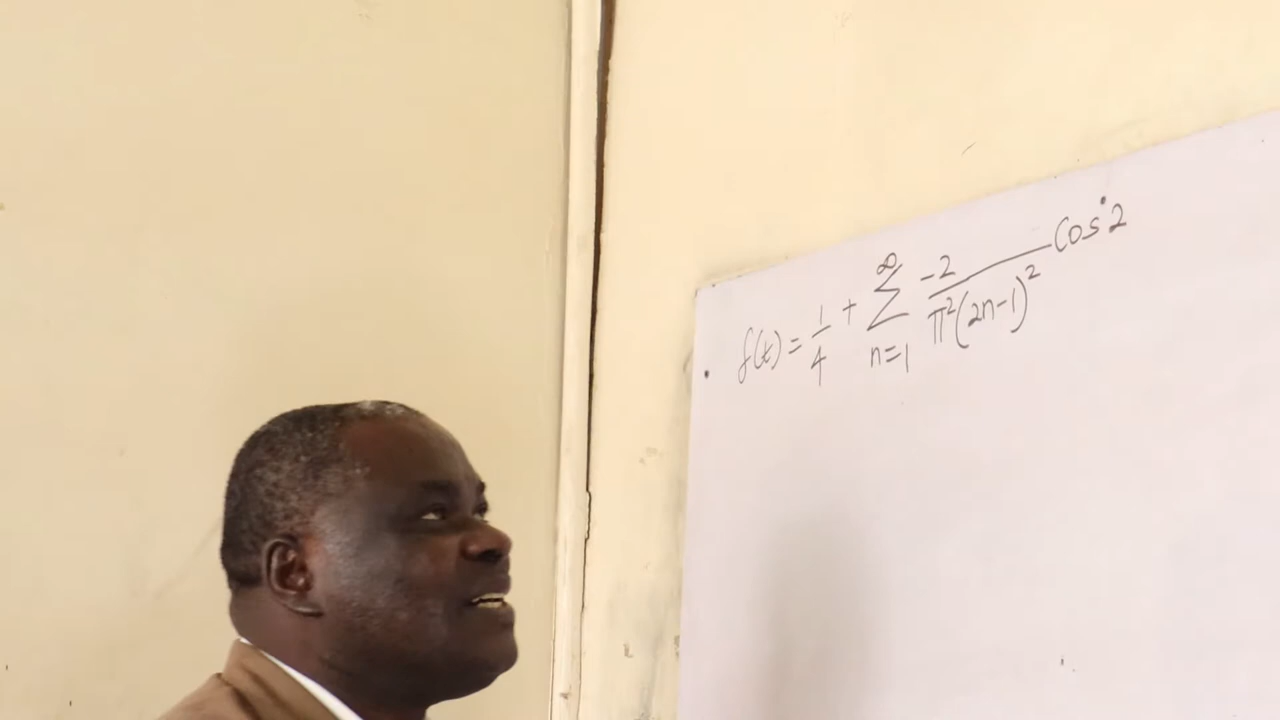 f(t) = 1/4 + ∑_{n=1}^{∞} -2/π²(2n-1)² Cos 2